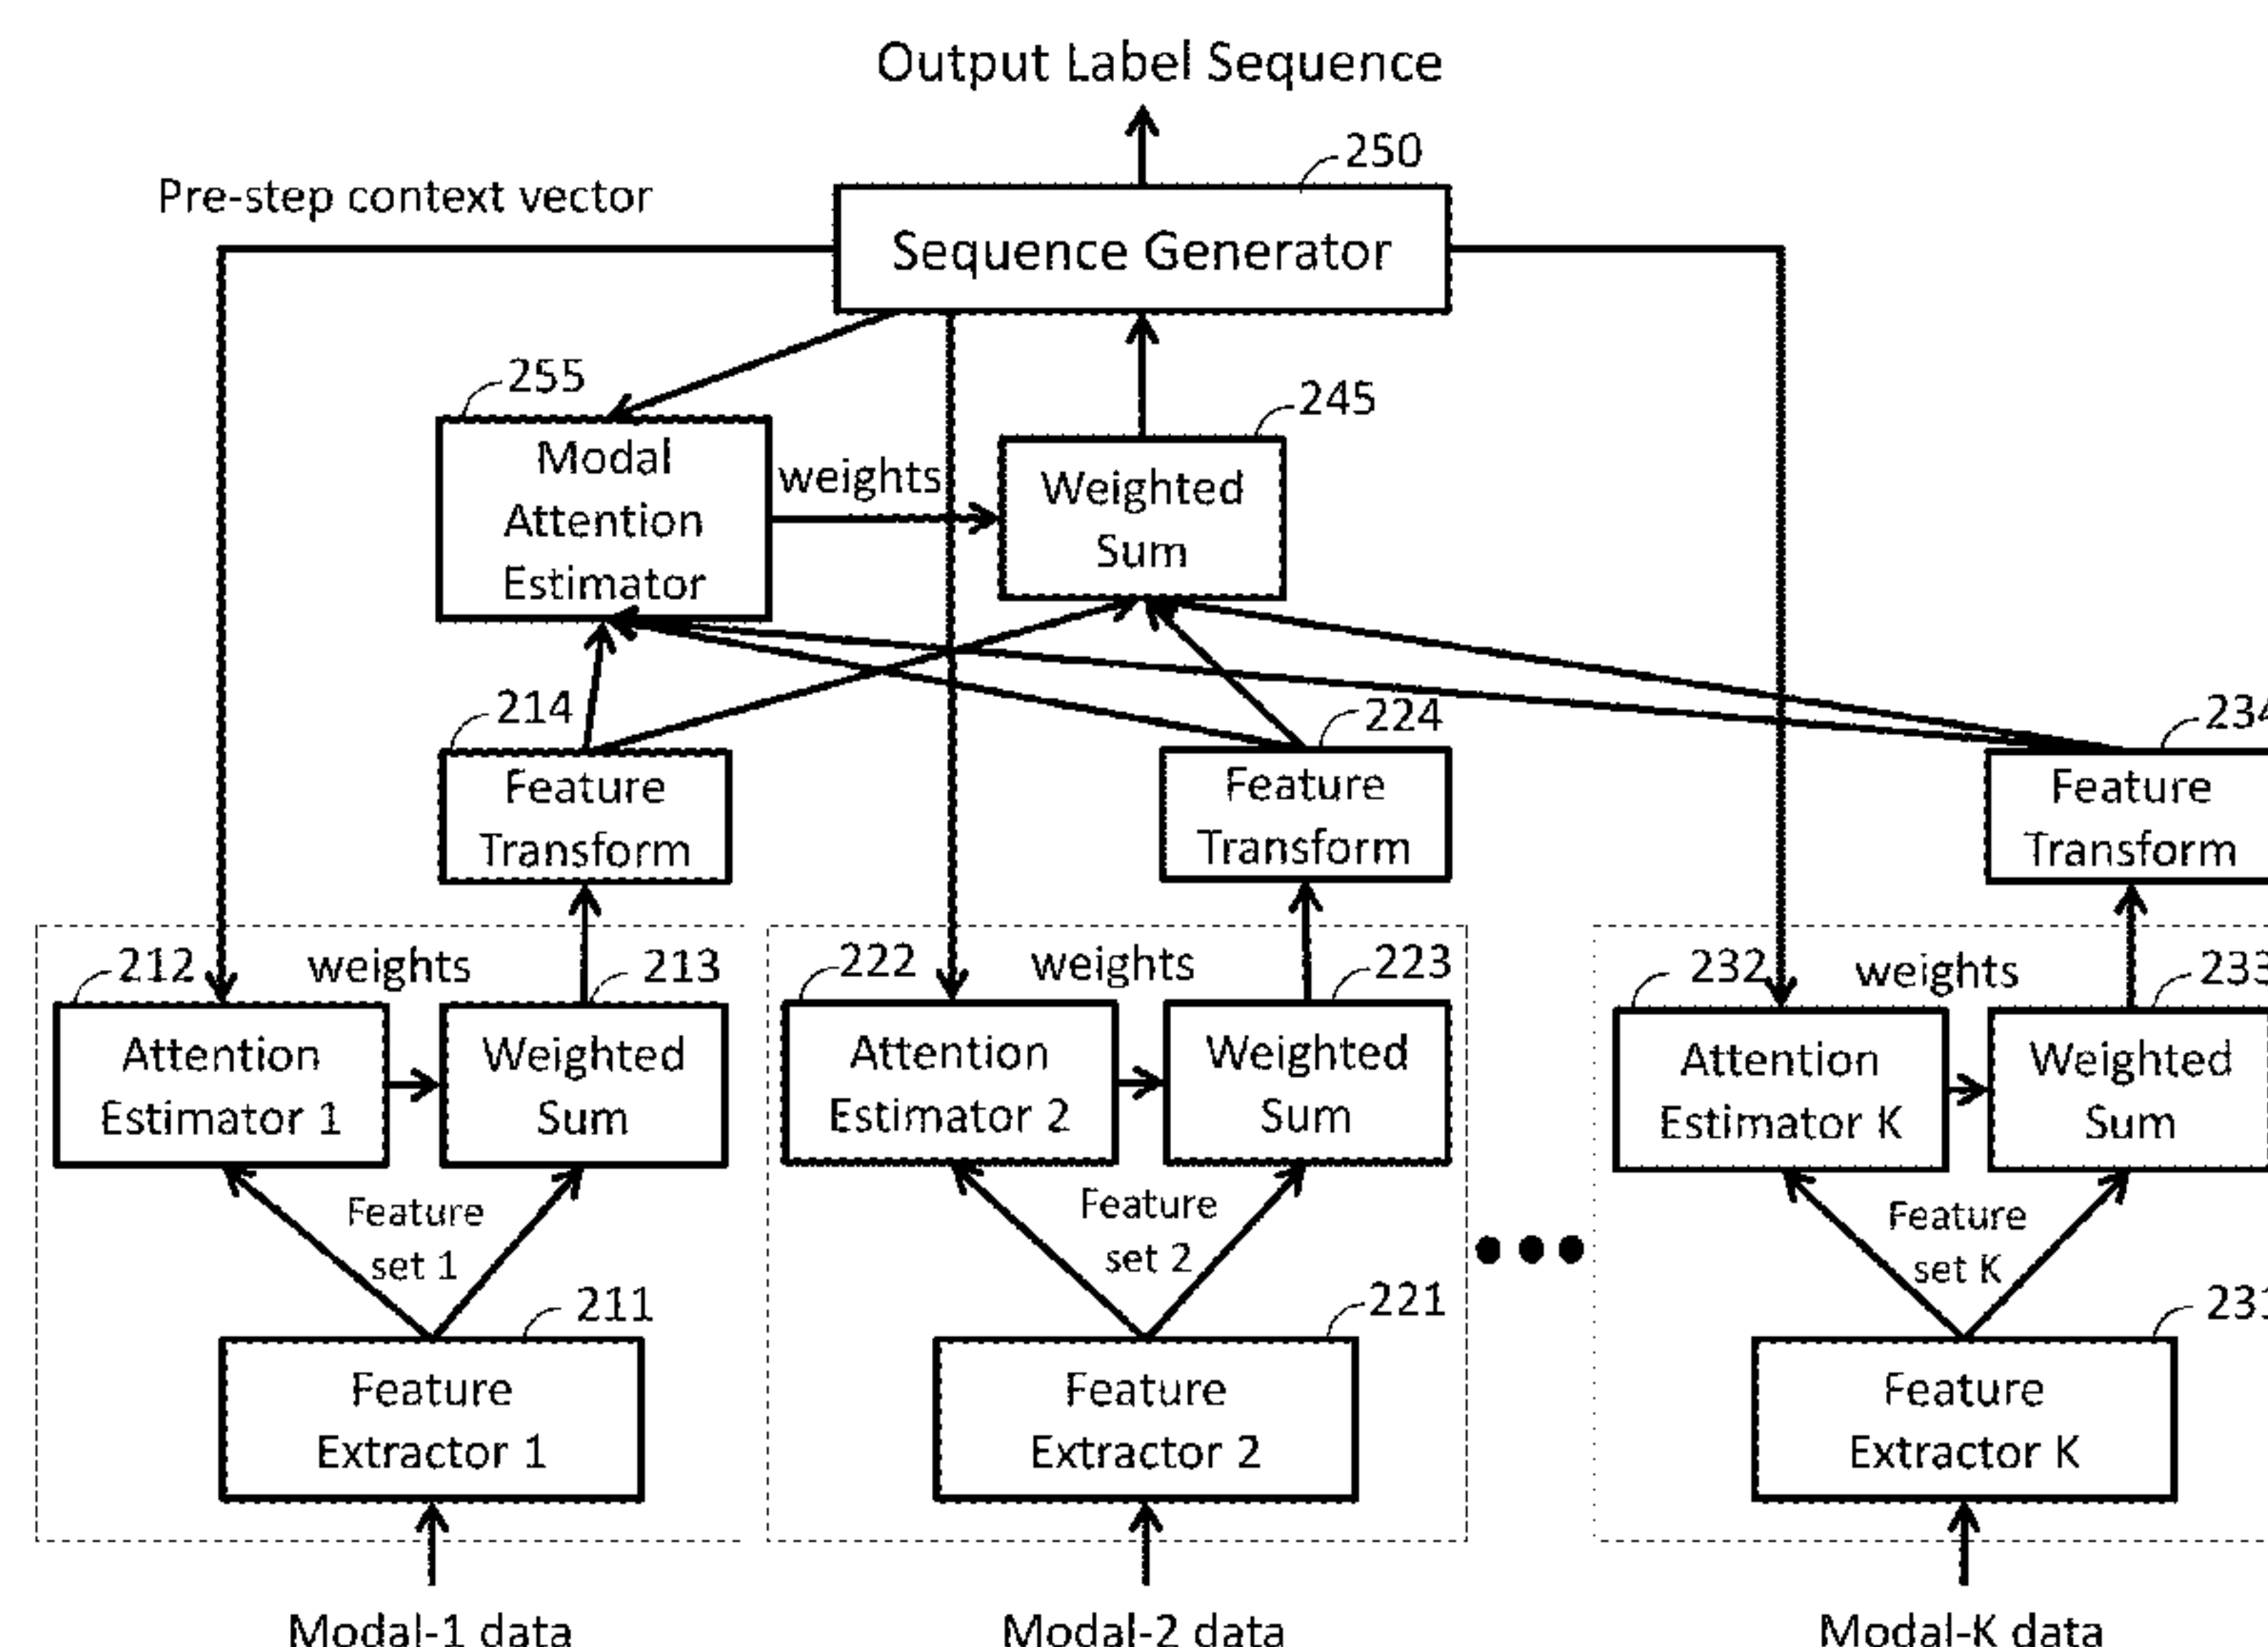 Output Label Sequence
250
Pre-step context vector
Sequence Generator
255
245
Modal
Attention
Estimator
weights
Weighted
Sum
214
224
234
Feature
Transform
Feature
Transform
Feature
Transform
212
weights
213
222
weights
223
232
weights
233
Attention
Estimator 1
Weighted
Sum
Attention
Estimator 2
Weighted
Sum
Attention
Estimator K
Weighted
Sum
Feature
set 1
Feature
set 2
Feature
set K
211
221
231
Feature
Extractor 1
Feature
Extractor 2
Feature
Extractor K
Modal-1 data
Modal-2 data
Modal-K data